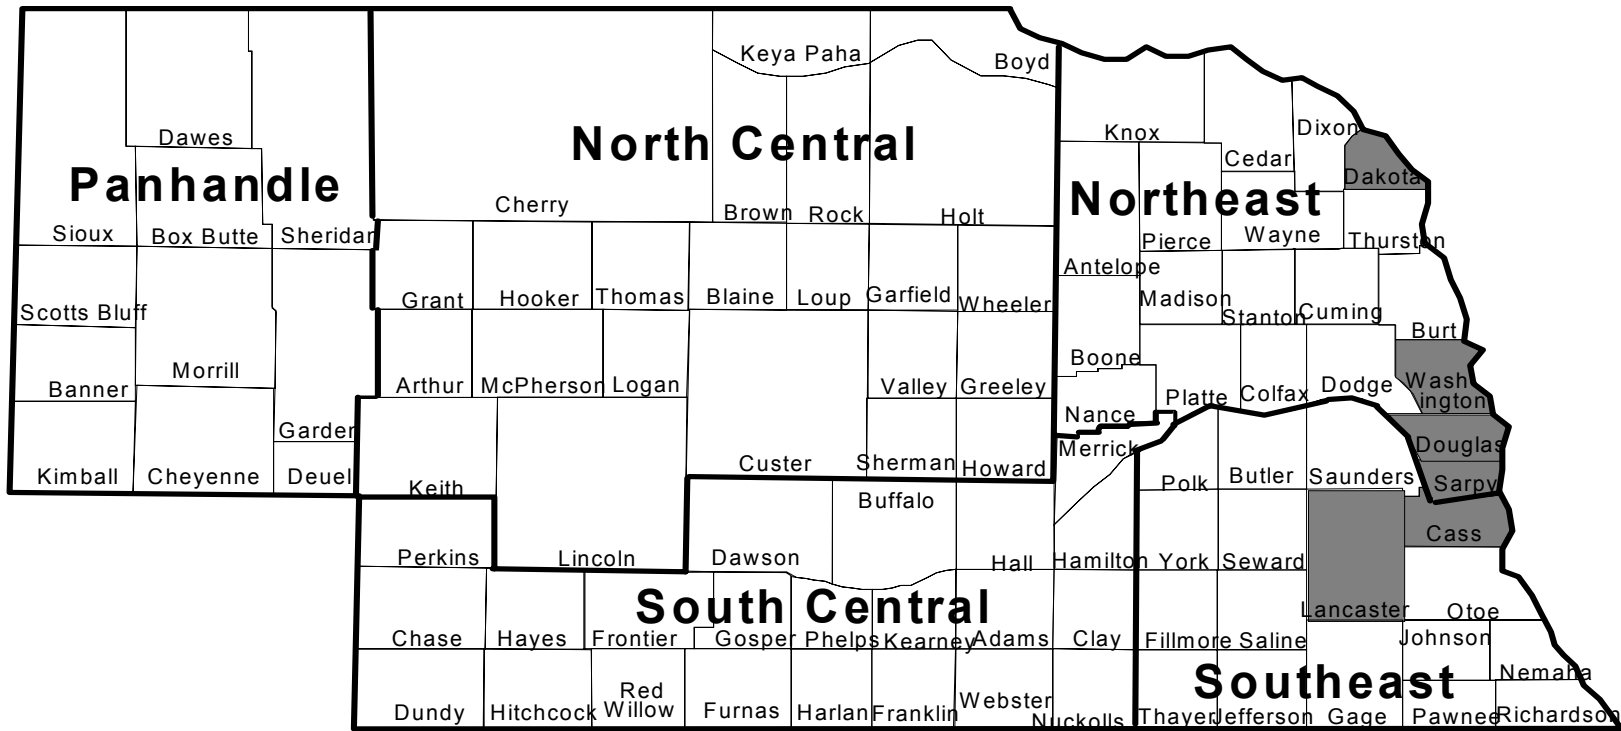 Keya Paha
Boyd
Dawes
North Central
Knox
Dixon
Cedar
Dakota
Panhandle
Northeast
Cherry
Brown
Rock
Holt
Sioux
Box Butte
Sheridan
Pierce
Wayne
Thurston
Antelope
Grant
Hooker
Thomas
Blaine
Loup
Garfield
Wheeler
Madison
Stanton
Cuming
Scotts Bluff
Burt
Boone
Morrill
Banner
Arthur
McPherson
Logan
Valley
Greeley
Platte
Colfax
Dodge
Wash
ington
Nance
Garden
Merrick
Douglas
Kimball
Cheyenne
Deuel
Keith
Custer
Sherman
Howard
Polk
Butler
Saunders
Sarpy
Buffalo
Cass
Perkins
Lincoln
Dawson
Hall
Hamilton
York
Seward
South Central
Lancaster
Otoe
Chase
Hayes
Frontier
Gosper
Phelps
Kearney
Adams
Clay
Fillmore
Saline
Johnson
Southeast
Nemaha
Dundy
Hitchcock
Red
Willow
Furnas
Harlan
Franklin
Webster
Nuckolls
Thayer
Jefferson
Gage
Pawnee
Richardson